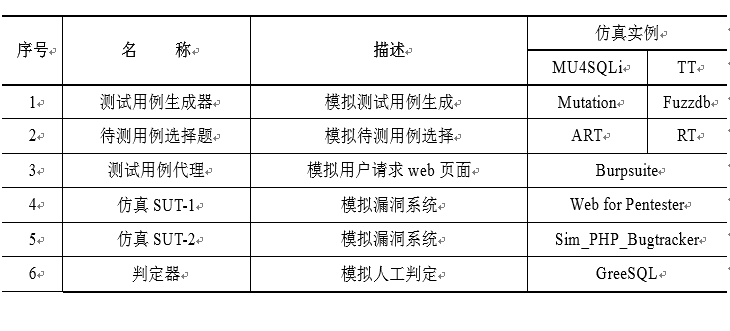 序号 名 称 描述 仿真实例
MU4SQLi TT
1 测试用例生成器 模拟测试用例生成 Mutation Fuzzdb
2 待测用例选择题 模拟待测用例选择 ART RT
3 测试用例代理 模拟用户请求 web 页面 Burpsuite
4 仿真 SUT-1 模拟漏洞系统 Web for Pentester
5 仿真 SUT-2 模拟漏洞系统 Sim_PHP_Bugtracker
6 判定器 模拟人工判定 GreeSQL